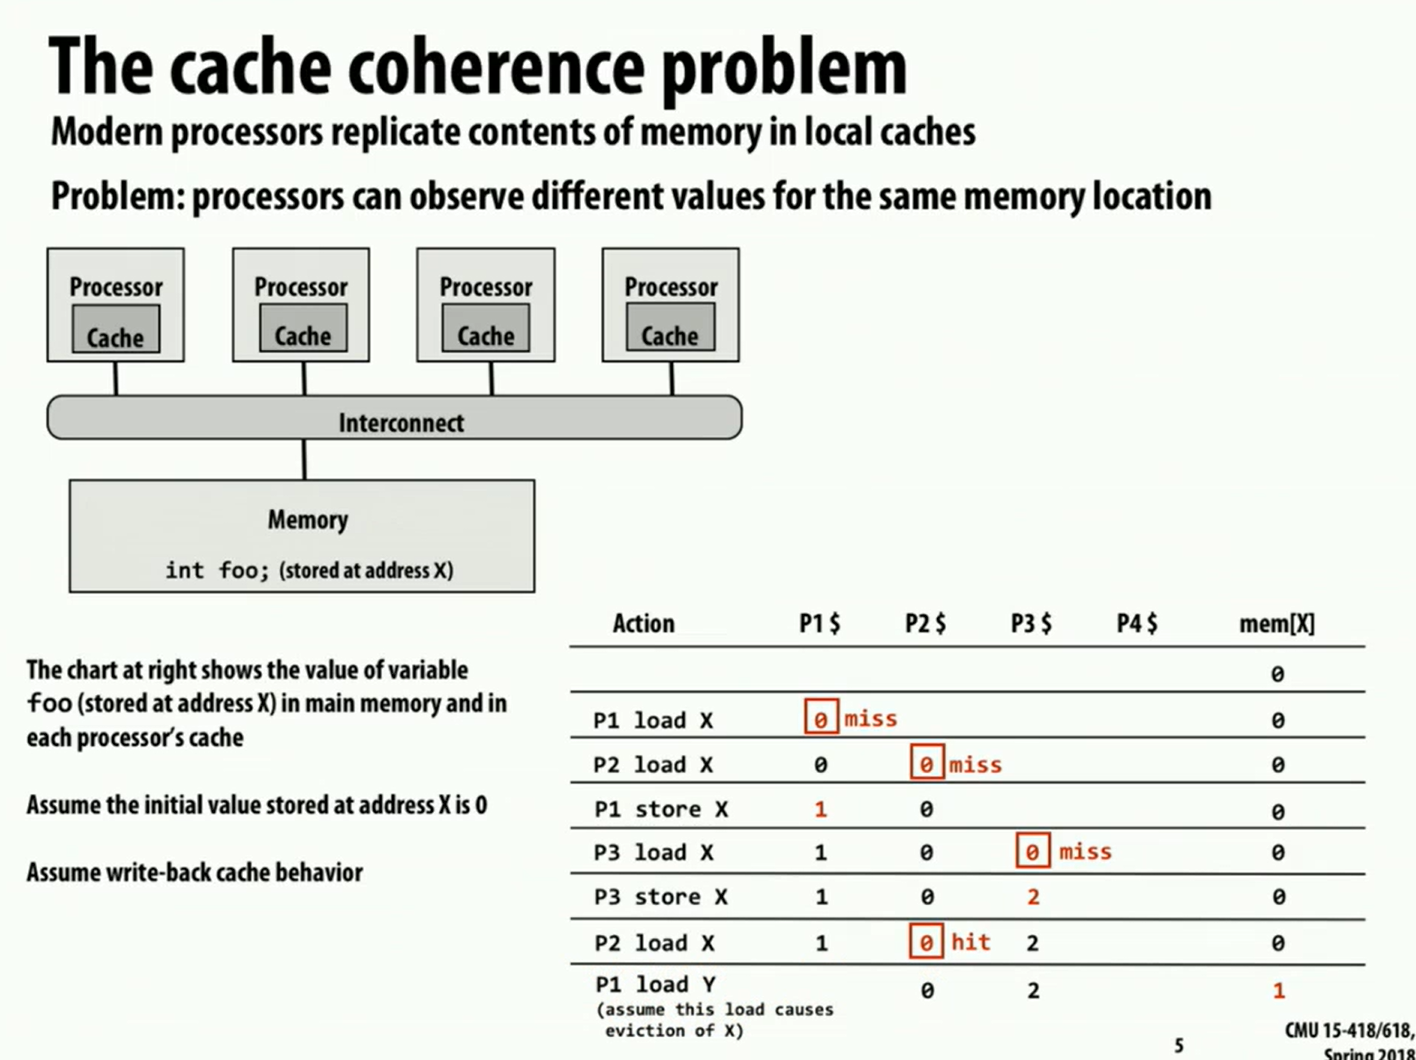 The cache coherence problem
Modern processors replicate contents of memory in local caches
Problem: processors can observe different values for the same memory location
Processor Processor Processor Processor
Cache Cache Cache Cache
Interconnect
Memory
int foo; (stored at address X)
The chart at right shows the value of variable
foo (stored at address X) in main memory and in
each processor's cache
Assume the initial value stored at address X is 0
Assume write-back cache behavior
Action P1 $ P2 $ P3 $ P4 $ mem[X]
0
P1 load X 0 miss 0
P2 load X 0 0 miss 0
P1 store X 1 0 0
P3 load X 1 0 0 miss 0
P3 store X 1 0 2 0
P2 load X 1 0 hit 2 0
P1 load Y 0 2 1
(assume this load causes
eviction of X)
5
CMU 15-418/618,
Spring 2018